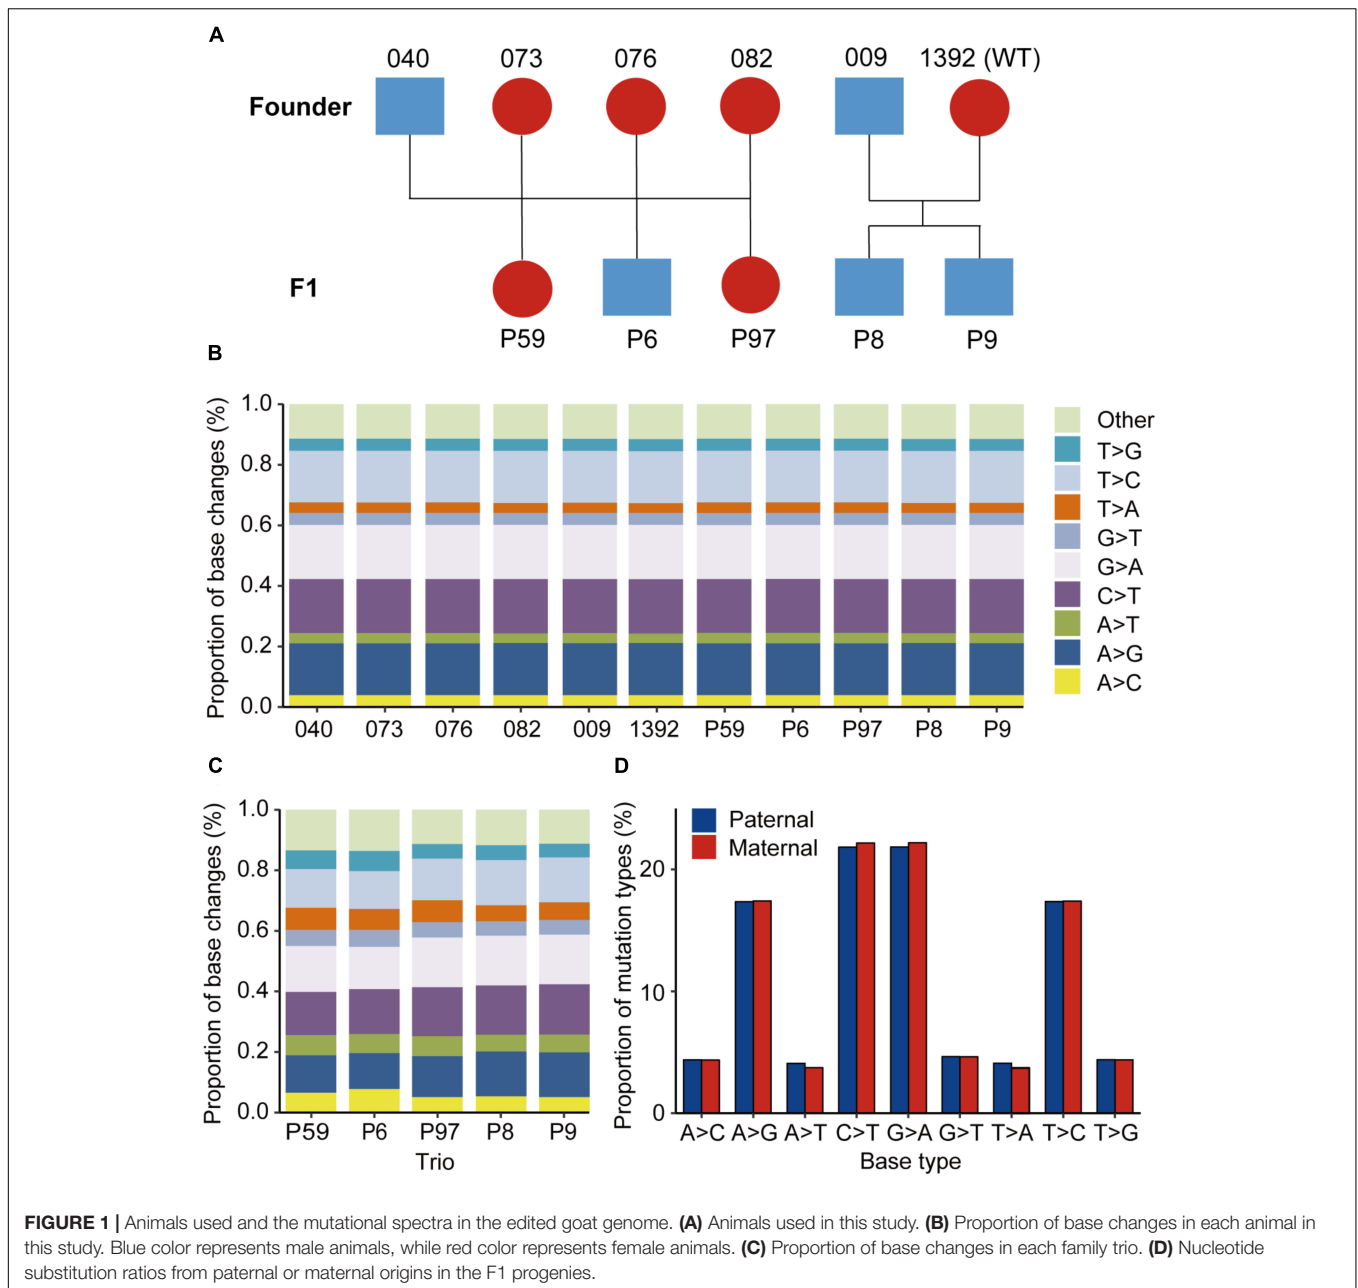 A
040 073 076 082 009 1392 (WT)
Founder
F1
P59 P6 P97 P8 P9
B
Proportion of base changes (%)
1.0
0.8
0.6
0.4
0.2
0.0
040 073 076 082 009 1392 P59 P6 P97 P8 P9
Other
T>G
T>C
T>A
G>T
G>A
C>T
A>T
A>G
A>C
C
Proportion of base changes (%)
1.0
0.8
0.6
0.4
0.2
0.0
P59 P6 P97 P8 P9
Trio
D
Proportion of mutation types (%)
20
10
0
Paternal
Maternal
A>C A>G A>T C>T G>A G>T T>A T>C T>G
Base type
FIGURE 1 | Animals used and the mutational spectra in the edited goat genome. (A) Animals used in this study. (B) Proportion of base changes in each animal in
this study. Blue color represents male animals, while red color represents female animals. (C) Proportion of base changes in each family trio. (D) Nucleotide
substitution ratios from paternal or maternal origins in the F1 progenies.